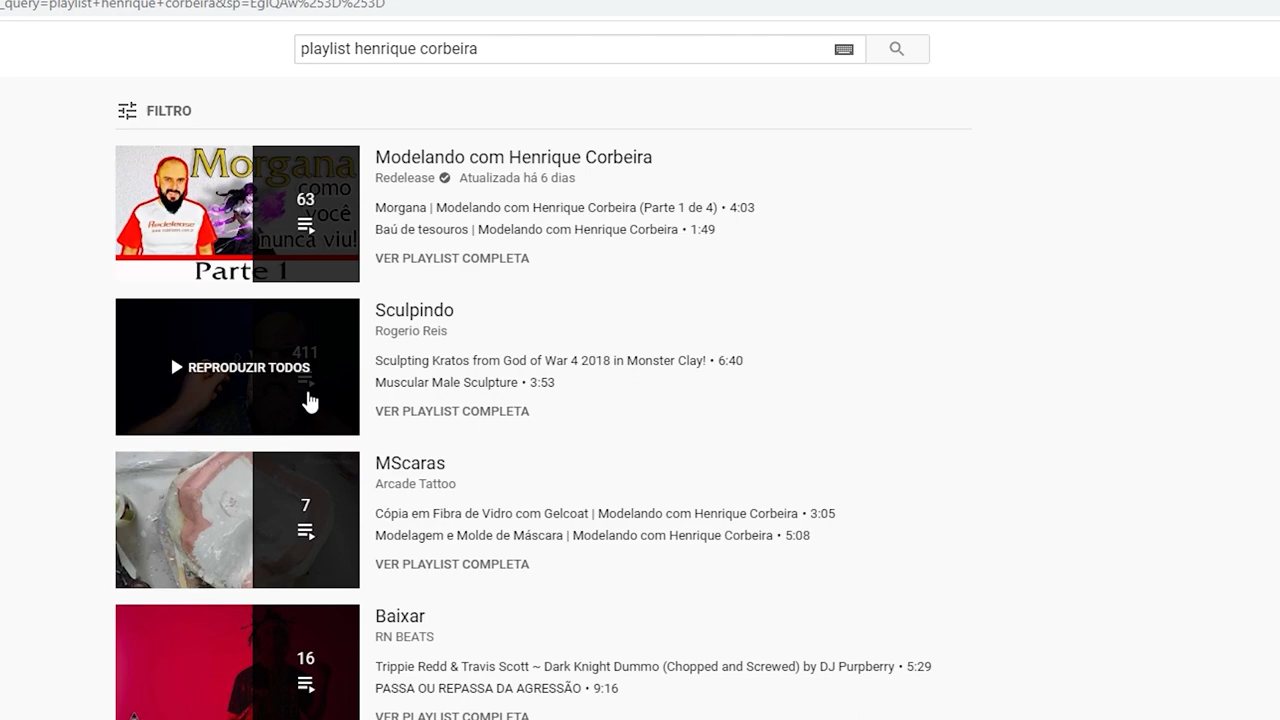 _query=playlist+henrique+corbeira&sp=EgIQAw%253D%253D
playlist henrique corbeira
FILTRO
Morgana
como
você
nunca viu!
Redelease
Parte 1
63
Modelando com Henrique Corbeira
Redelease Atualizada há 6 dias
Morgana | Modelando com Henrique Corbeira (Parte 1 de 4) • 4:03
Baú de tesouros | Modelando com Henrique Corbeira • 1:49
VER PLAYLIST COMPLETA
411
REPRODUZIR TODOS
Sculpindo
Rogerio Reis
Sculpting Kratos from God of War 4 2018 in Monster Clay! • 6:40
Muscular Male Sculpture • 3:53
VER PLAYLIST COMPLETA
7
MScaras
Arcade Tattoo
Cópia em Fibra de Vidro com Gelcoat | Modelando com Henrique Corbeira • 3:05
Modelagem e Molde de Máscara | Modelando com Henrique Corbeira • 5:08
VER PLAYLIST COMPLETA
16
Baixar
RN BEATS
Trippie Redd & Travis Scott ~ Dark Knight Dummo (Chopped and Screwed) by DJ Purpberry • 5:29
PASSA OU REPASSA DA AGRESSÃO • 9:16
VER PLAYLIST COMPLETA